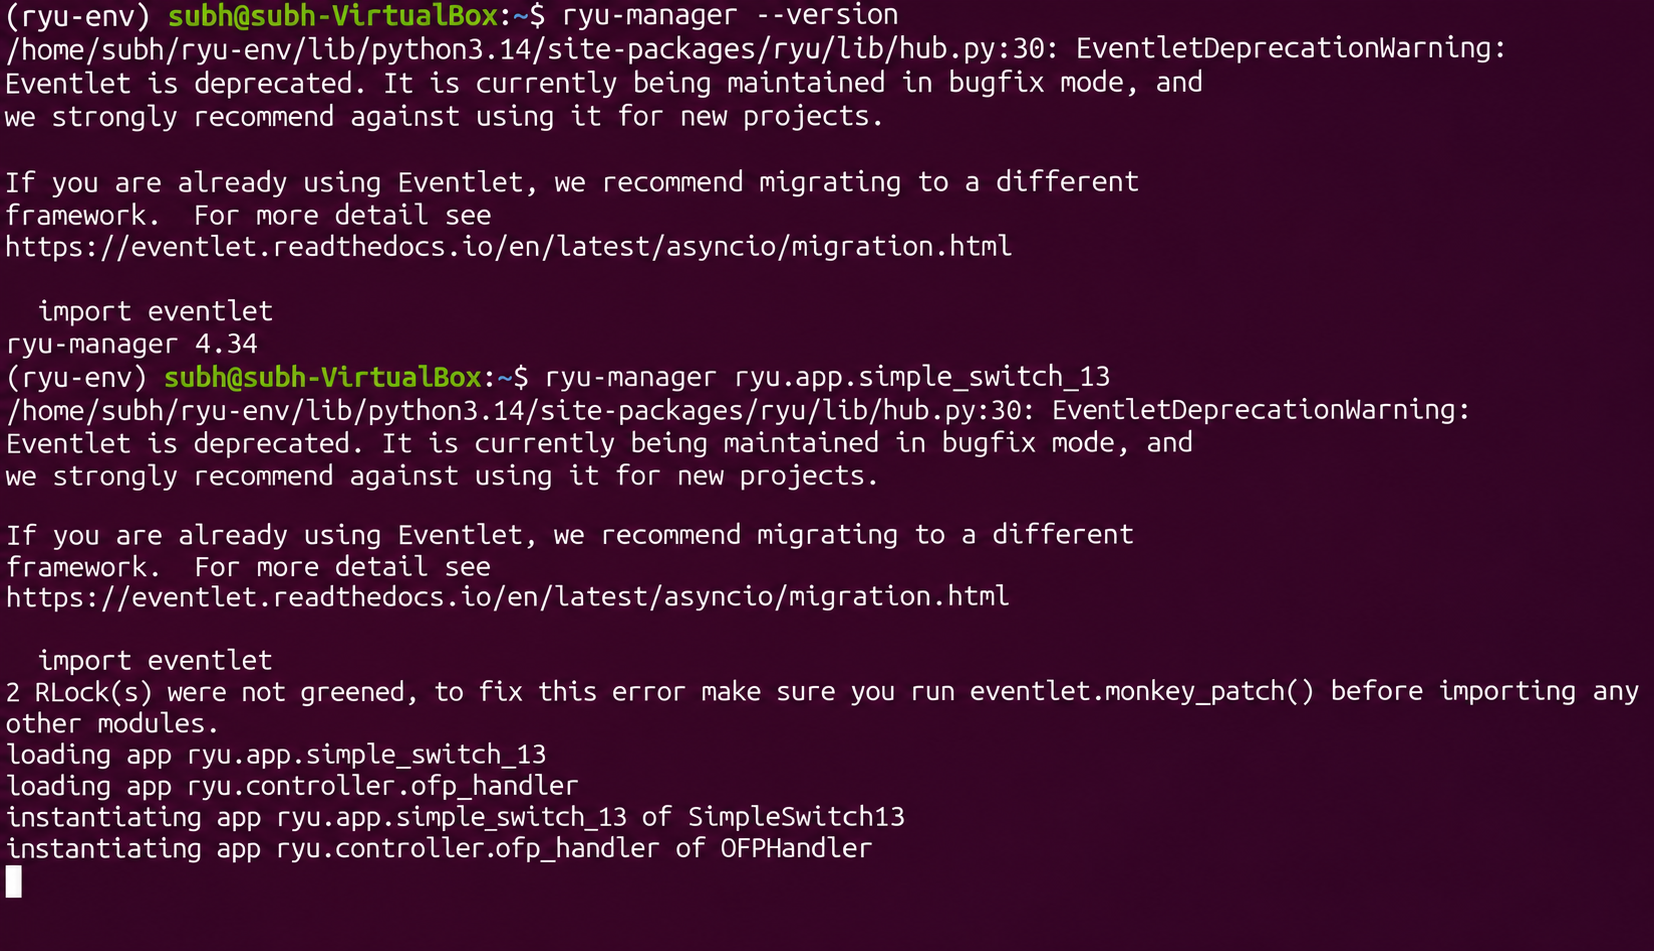 (ryu-env) subh@subh-VirtualBox:~$ ryu-manager --version
/home/subh/ryu-env/lib/python3.14/site-packages/ryu/lib/hub.py:30: EventletDeprecationWarning:
Eventlet is deprecated. It is currently being maintained in bugfix mode, and
we strongly recommend against using it for new projects.

If you are already using Eventlet, we recommend migrating to a different
framework.  For more detail see
https://eventlet.readthedocs.io/en/latest/asyncio/migration.html

  import eventlet
ryu-manager 4.34
(ryu-env) subh@subh-VirtualBox:~$ ryu-manager ryu.app.simple_switch_13
/home/subh/ryu-env/lib/python3.14/site-packages/ryu/lib/hub.py:30: EventletDeprecationWarning:
Eventlet is deprecated. It is currently being maintained in bugfix mode, and
we strongly recommend against using it for new projects.

If you are already using Eventlet, we recommend migrating to a different
framework.  For more detail see
https://eventlet.readthedocs.io/en/latest/asyncio/migration.html

  import eventlet
2 RLock(s) were not greened, to fix this error make sure you run eventlet.monkey_patch() before importing any
other modules.
loading app ryu.app.simple_switch_13
loading app ryu.controller.ofp_handler
instantiating app ryu.app.simple_switch_13 of SimpleSwitch13
instantiating app ryu.controller.ofp_handler of OFPHandler